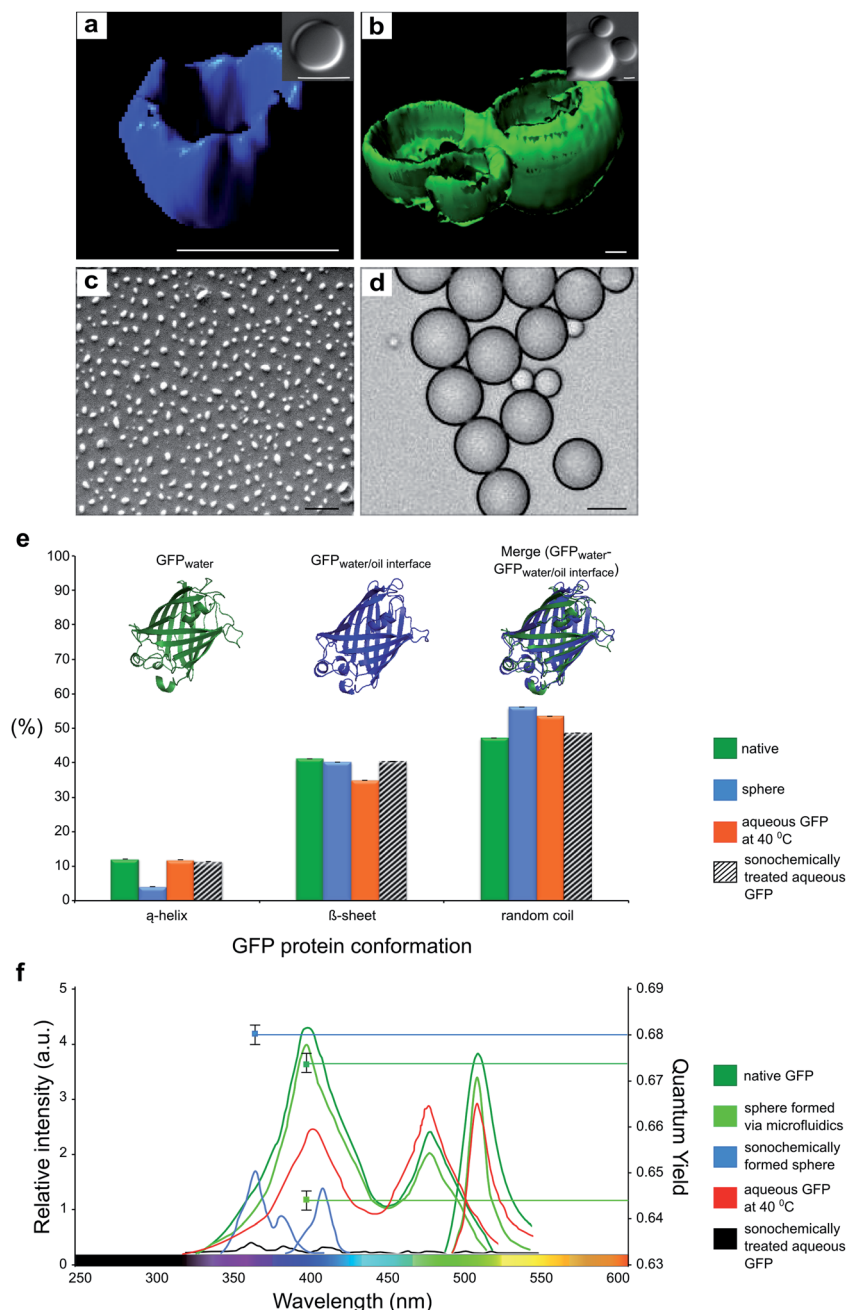 a
b
c
d
e
100
90
80
70
60
(%)
50
40
30
20
10
0
GFPwater
GFPwater/oil interface
Merge (GFPwater-
GFPwater/oil interface)
ą-helix
ß-sheet
random coil
GFP protein conformation
native
sphere
aqueous GFP
at 40 ⁰C
sonochemically
treated aqueous
GFP
f
Relative intensity (a.u.)
5
4
3
2
1
0
250
300
350
400
450
500
550
600
Wavelength (nm)
0.69
0.68
0.67
0.66
0.65
0.64
0.63
Quantum Yield
native GFP
sphere formed
via microfluidics
sonochemically
formed sphere
aqueous GFP
at 40 ⁰C
sonochemically
treated aqueous
GFP